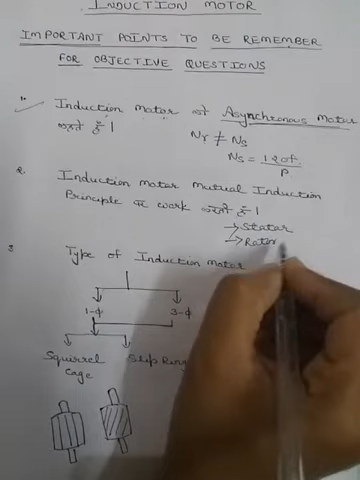 INDUCTION MOTOR
IMPORTANT POINTS TO BE REMEMBER
FOR OBJECTIVE QUESTIONS
1. Induction Motor को Asynchronous motor
कहते हैं |
Nr ≠ Ns
Ns = 120f / P
2. Induction motor Mutual Induction
Principle पर work करती है |
→ Stator
→ Rotor
3 Type of Induction motor
1-ϕ 3-ϕ
Squirrel Cage
Slip Ring